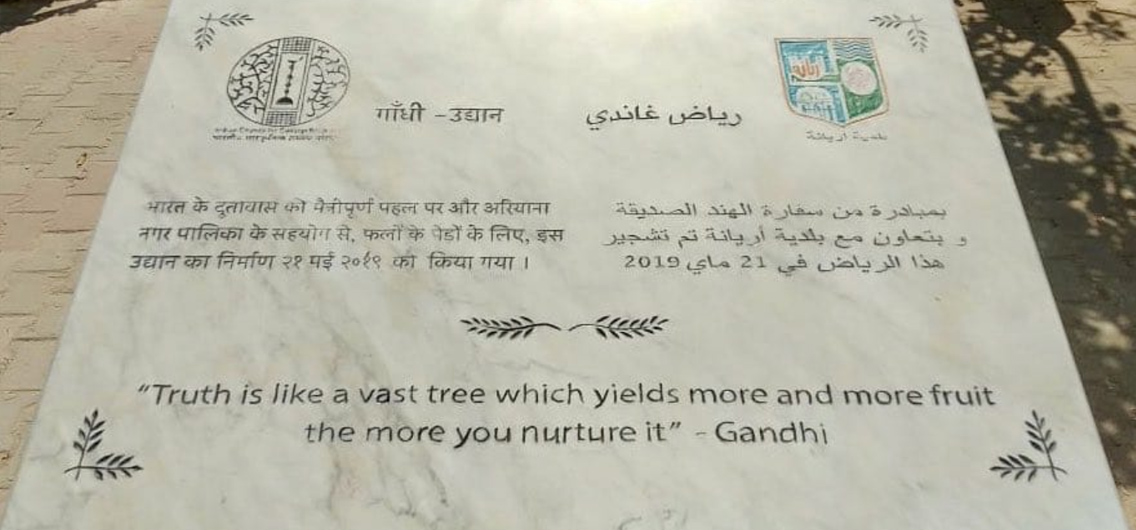 गाँधी -उद्यान
رياض غاندي
بلدية أريانة
भारत के दूतावास की मैत्रीपूर्ण पहल पर और अरियाना
नगर पालिका के सहयोग से, फलों के पेडों के लिए, इस
उद्यान का निर्माण २१ मई २०१९ को किया गया ।
بمبادرة من سفارة الهند الصديقة
و بتعاون مع بلدية أريانة تم تشجير
هذا الرياض في 21 ماي 2019
“Truth is like a vast tree which yields more and more fruit
the more you nurture it” - Gandhi